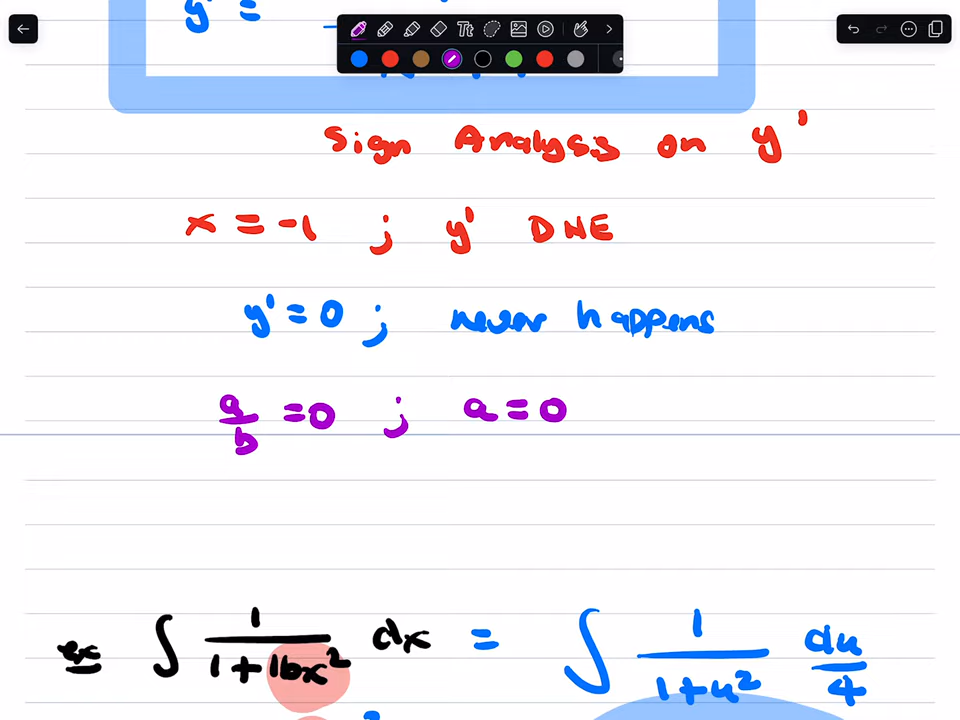 y' =
Sign Analysis on y'
x = -1 ; y' DNE
y' = 0 ; never happens
a/b = 0 ; a = 0
ex ∫ 1/(1+16x²) dx = ∫ 1/(1+u²) du/4